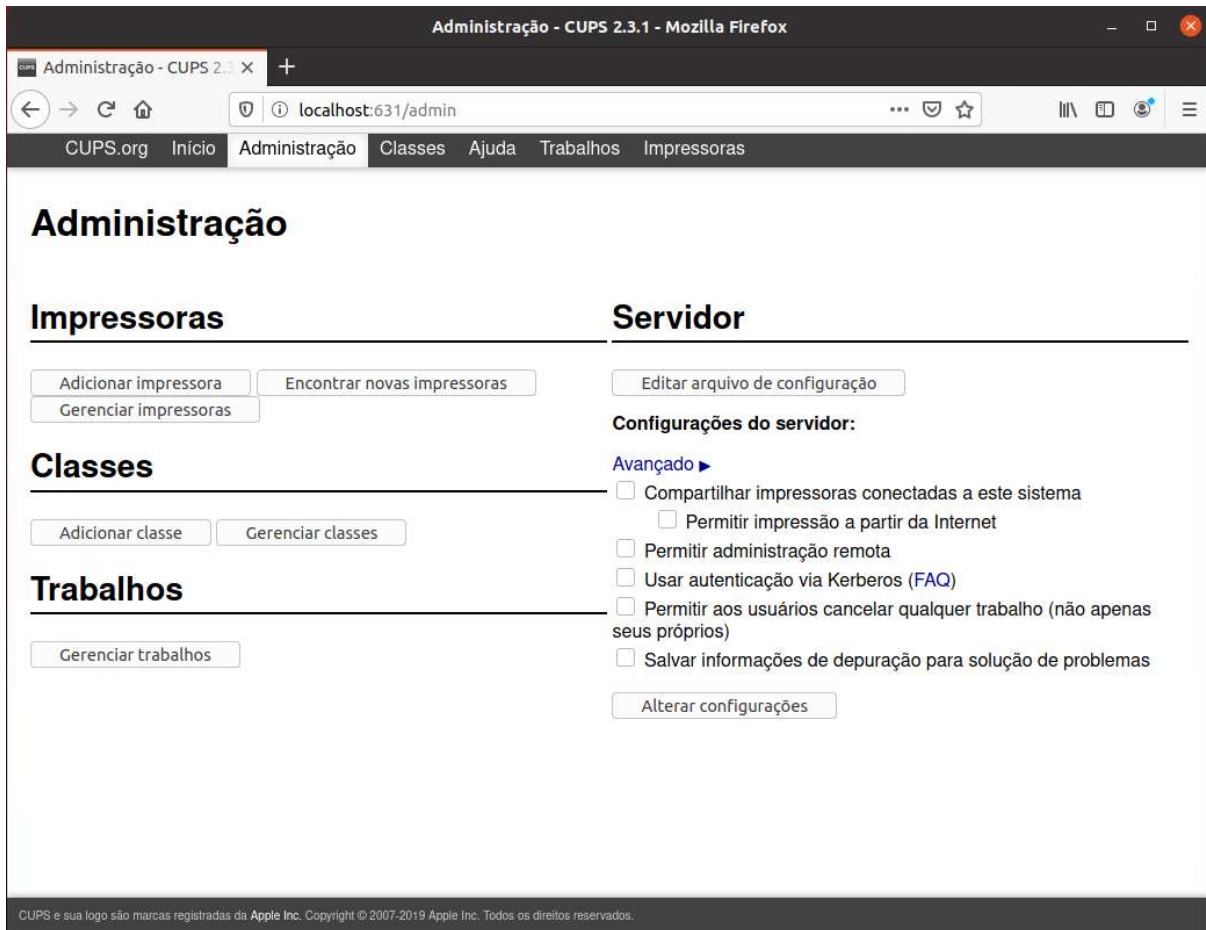 Administração - CUPS 2.3.1 - Mozilla Firefox
Administração - CUPS 2.3
localhost:631/admin
CUPS.org Início Administração Classes Ajuda Trabalhos Impressoras
Administração
Impressoras
Adicionar impressora Encontrar novas impressoras
Gerenciar impressoras
Classes
Adicionar classe Gerenciar classes
Trabalhos
Gerenciar trabalhos
Servidor
Editar arquivo de configuração
Configurações do servidor:
Avançado ▶
Compartilhar impressoras conectadas a este sistema
Permitir impressão a partir da Internet
Permitir administração remota
Usar autenticação via Kerberos (FAQ)
Permitir aos usuários cancelar qualquer trabalho (não apenas
seus próprios)
Salvar informações de depuração para solução de problemas
Alterar configurações
CUPS e sua logo são marcas registradas da Apple Inc. Copyright © 2007-2019 Apple Inc. Todos os direitos reservados.